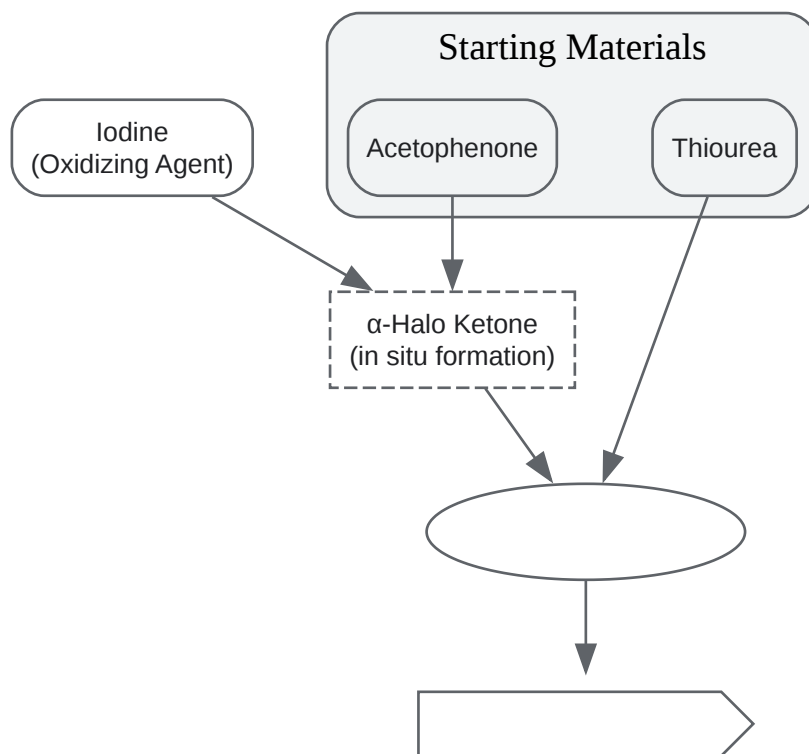 Starting Materials
Iodine
(Oxidizing Agent)
Acetophenone
Thiourea
α-Halo Ketone
(in situ formation)